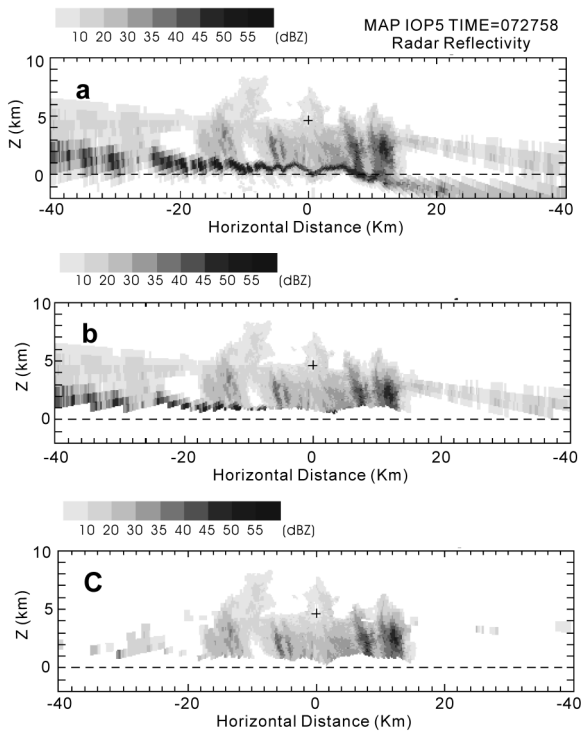 MAP IOP5 TIME=072758
Radar Reflectivity
10 20 30 35 40 45 50 55 (dBZ)
a
10
5
0
Z (km)
-40 -20 0 20 40
Horizontal Distance (Km)
10 20 30 35 40 45 50 55 (dBZ)
b
10
5
0
Z (km)
-40 -20 0 20 40
Horizontal Distance (Km)
10 20 30 35 40 45 50 55 (dBZ)
C
10
5
0
Z (km)
-40 -20 0 20 40
Horizontal Distance (Km)